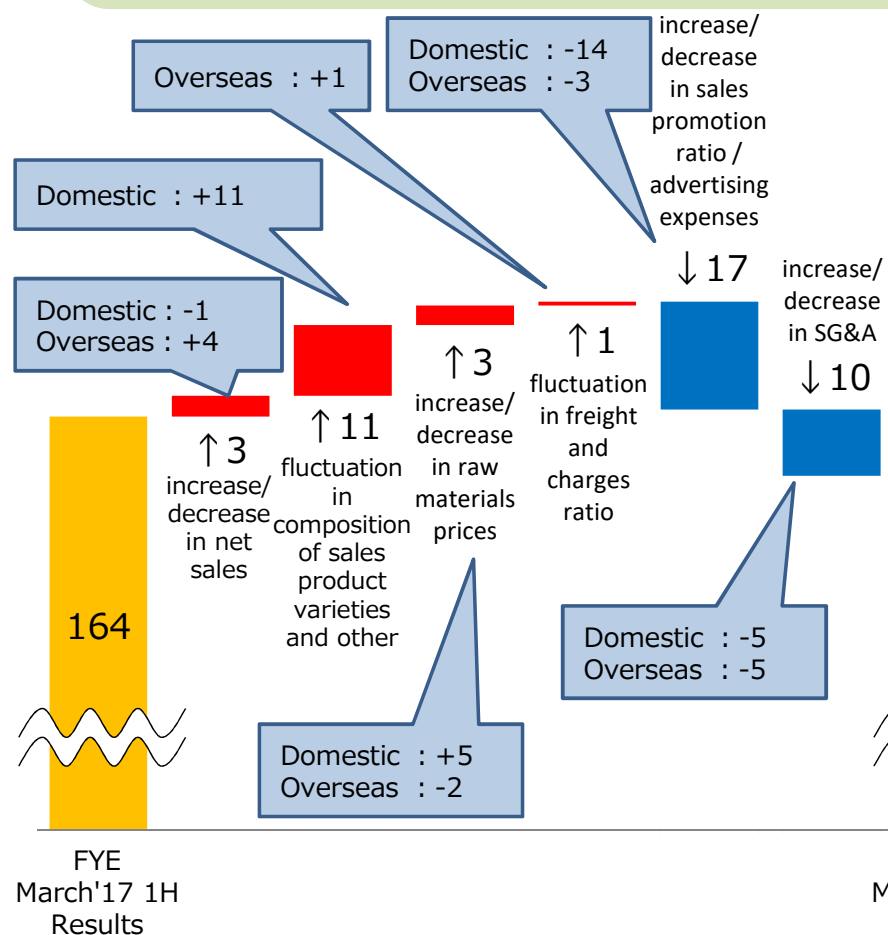 Overseas : +1
Domestic : -14
Overseas : -3
increase/
decrease
in sales
promotion
ratio /
advertising
expenses
↓ 17
Domestic : +11
Domestic : -1
Overseas : +4
increase/
decrease
in SG&A
↓ 10
↑ 3
increase/
decrease
in net
sales
↑ 11
fluctuation
in
composition
of sales
product
varieties
and other
↑ 3
increase/
decrease
in raw
materials
prices
↑ 1
fluctuation
in freight
and
charges
ratio
164
Domestic : -5
Overseas : -5
Domestic : +5
Overseas : -2
FYE
March'17 1H
Results
M